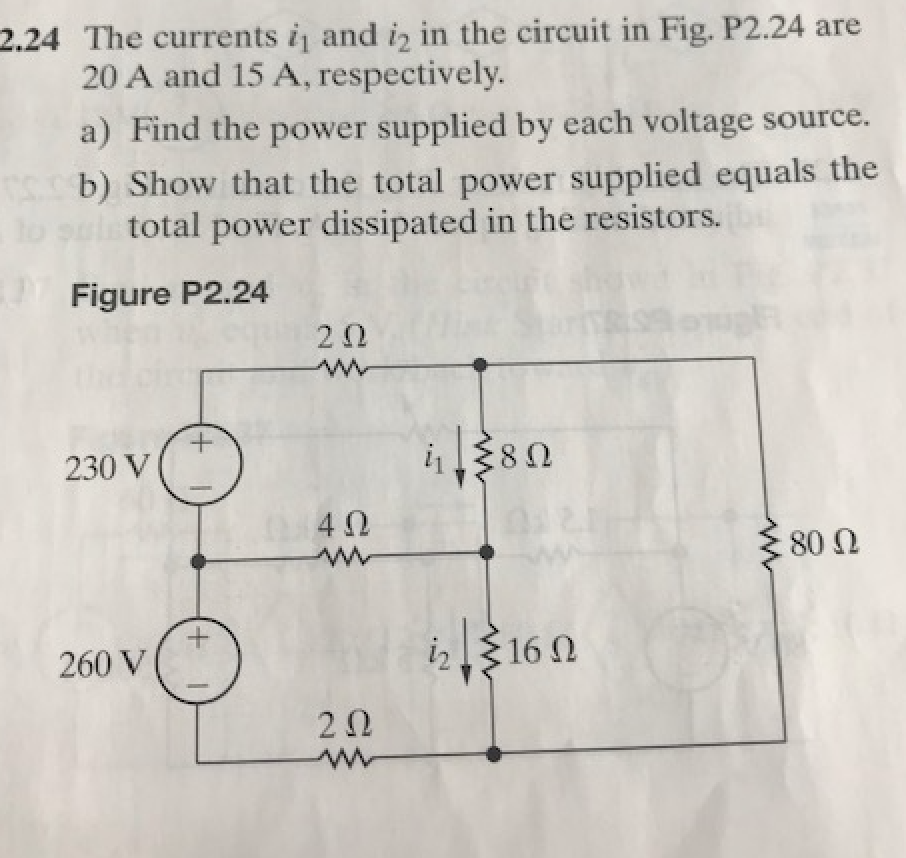 2.24 The currents i₁ and i₂ in the circuit in Fig. P2.24 are
20 A and 15 A, respectively.
a) Find the power supplied by each voltage source.
b) Show that the total power supplied equals the
total power dissipated in the resistors.
Figure P2.24
2 Ω
+
230 V
−
i₁
8 Ω
4 Ω
80 Ω
+
260 V
−
i₂
16 Ω
2 Ω